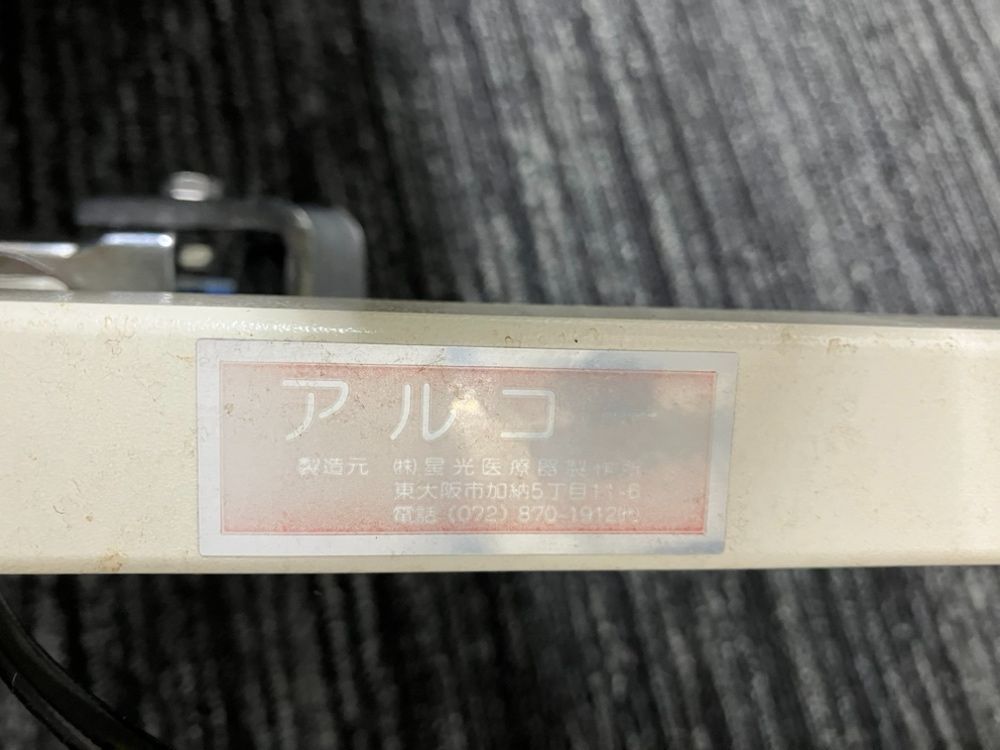 アルコー
製造元 ㈱星光医療器製作所
東大阪市加納5丁目11-6
電話 (072) 870-1912㈹